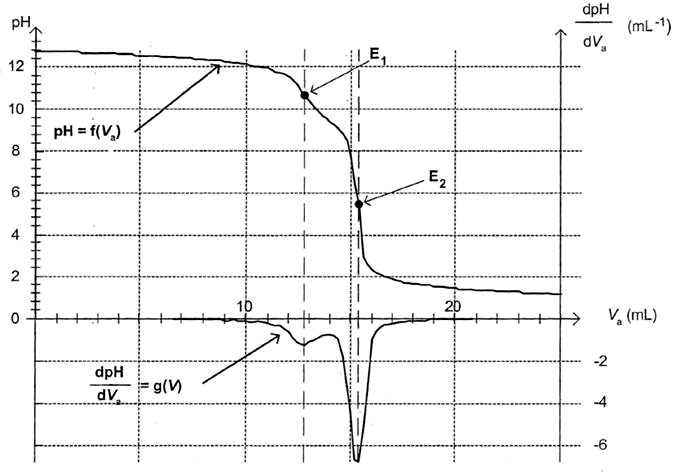 pH
dpH
dVa
(mL-1)
12
E1
10
pH = f(Va)
8
6
E2
4
2
0
10
20
Va (mL)
dpH
dVa
= g(V)
-2
-4
-6